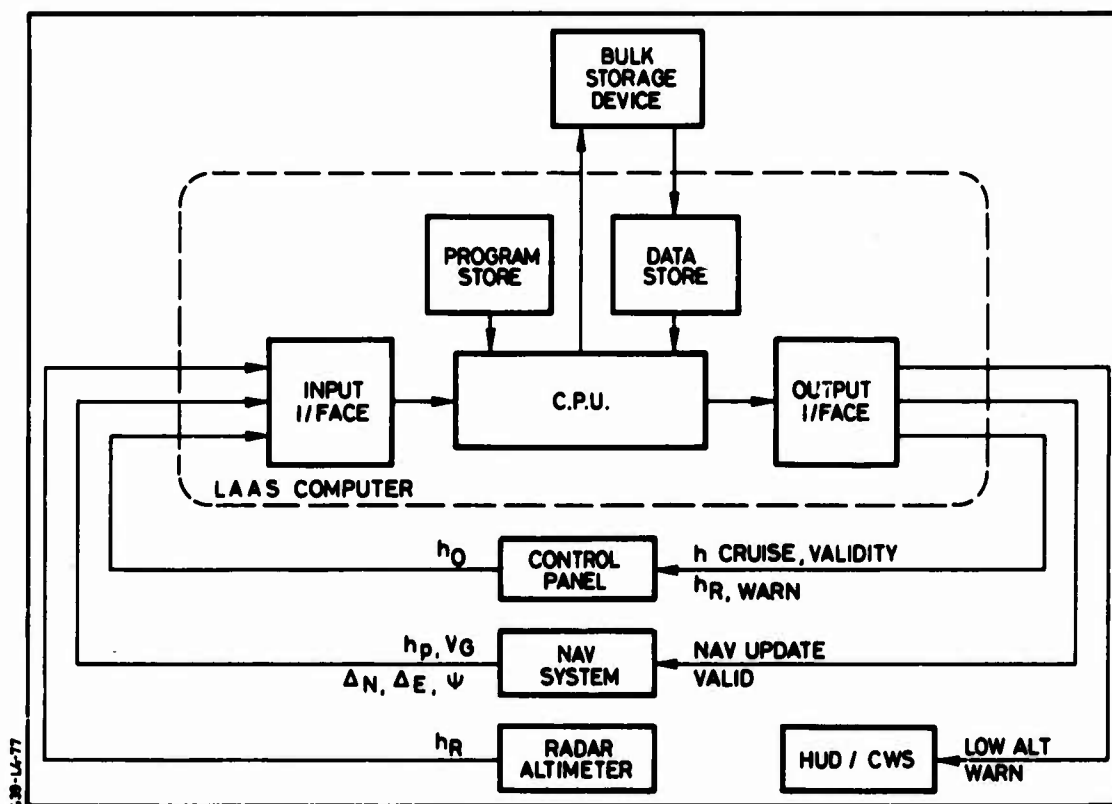 BULK
STORAGE
DEVICE
PROGRAM
STORE
DATA
STORE
INPUT
I/FACE
C.P.U.
OUTPUT
I/FACE
LAAS COMPUTER
hQ
CONTROL
PANEL
h CRUISE, VALIDITY
hR, WARN
hP, VG
ΔN, ΔE, Ψ
NAV
SYSTEM
NAV UPDATE
VALID
hR
RADAR
ALTIMETER
HUD / CWS
LOW ALT
WARN